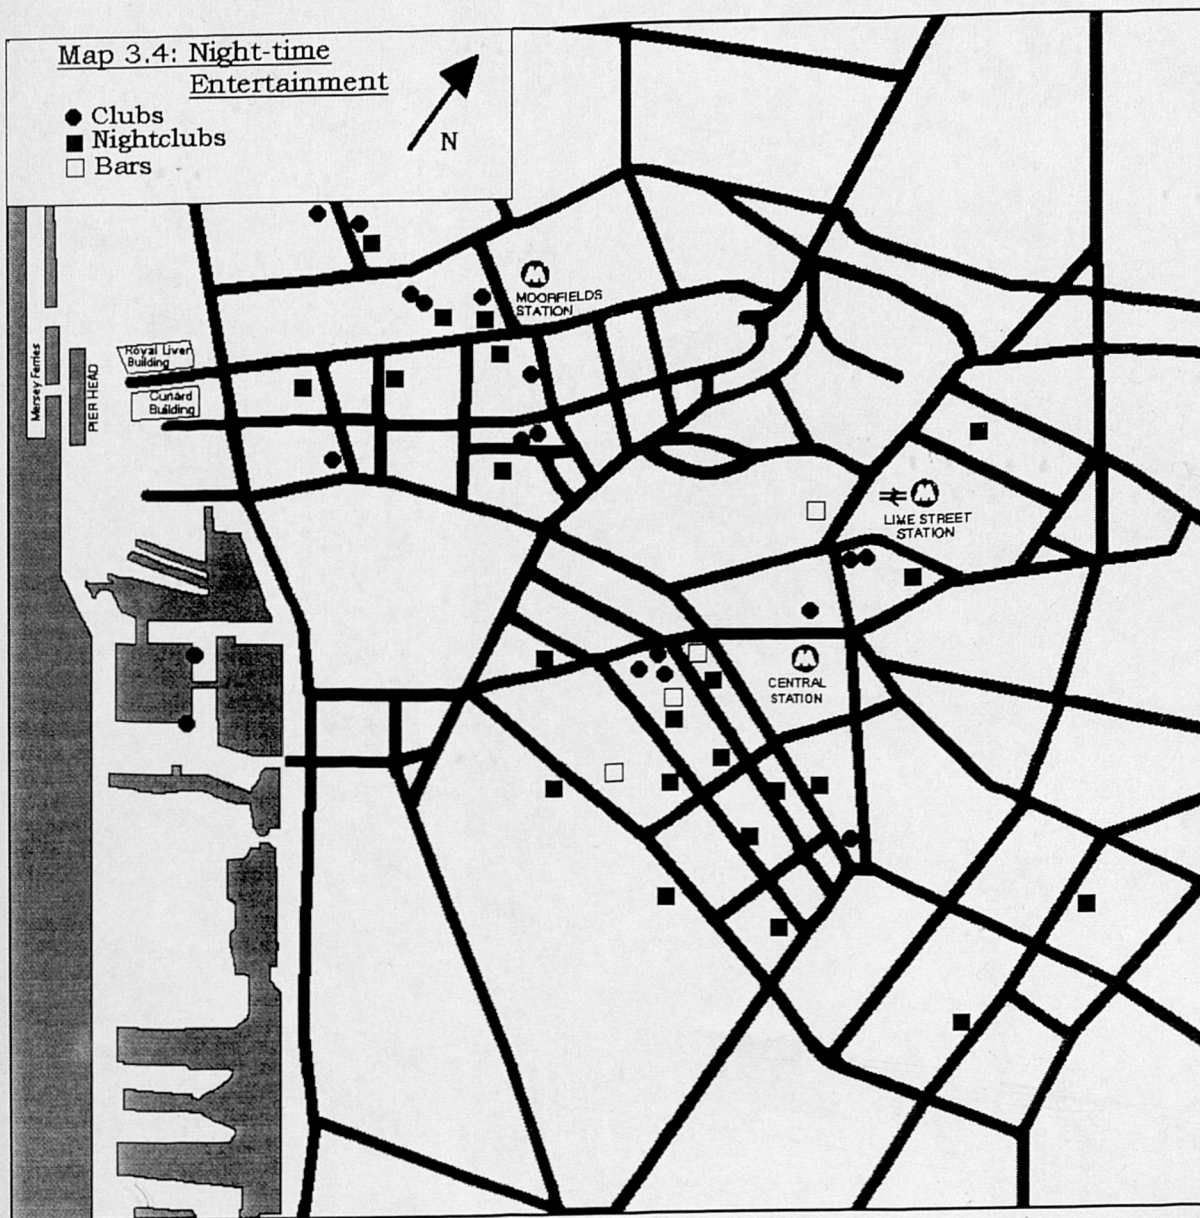 Map 3.4: Night-time
Entertainment
Clubs
Nightclubs
Bars
N
M
MOORFIELDS
STATION
Royal Liver
Building
Cunard
Building
Mersey Ferries
PIER HEAD
M
LIME STREET
STATION
M
CENTRAL
STATION